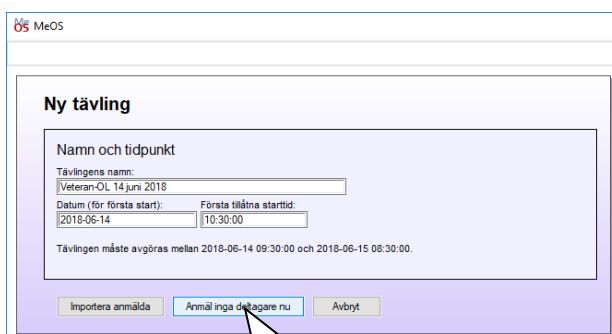 MeOS MeOS
Ny tävling
Namn och tidpunkt
Tävlingens namn:
Veteran-OL 14 juni 2018
Datum (för första start): Första tillåtna starttid:
2018-06-14 10:30:00
Tävlingen måste avgöras mellan 2018-06-14 09:30:00 och 2018-06-15 08:30:00.
Importera anmälda Anmäl inga deltagare nu Avbryt